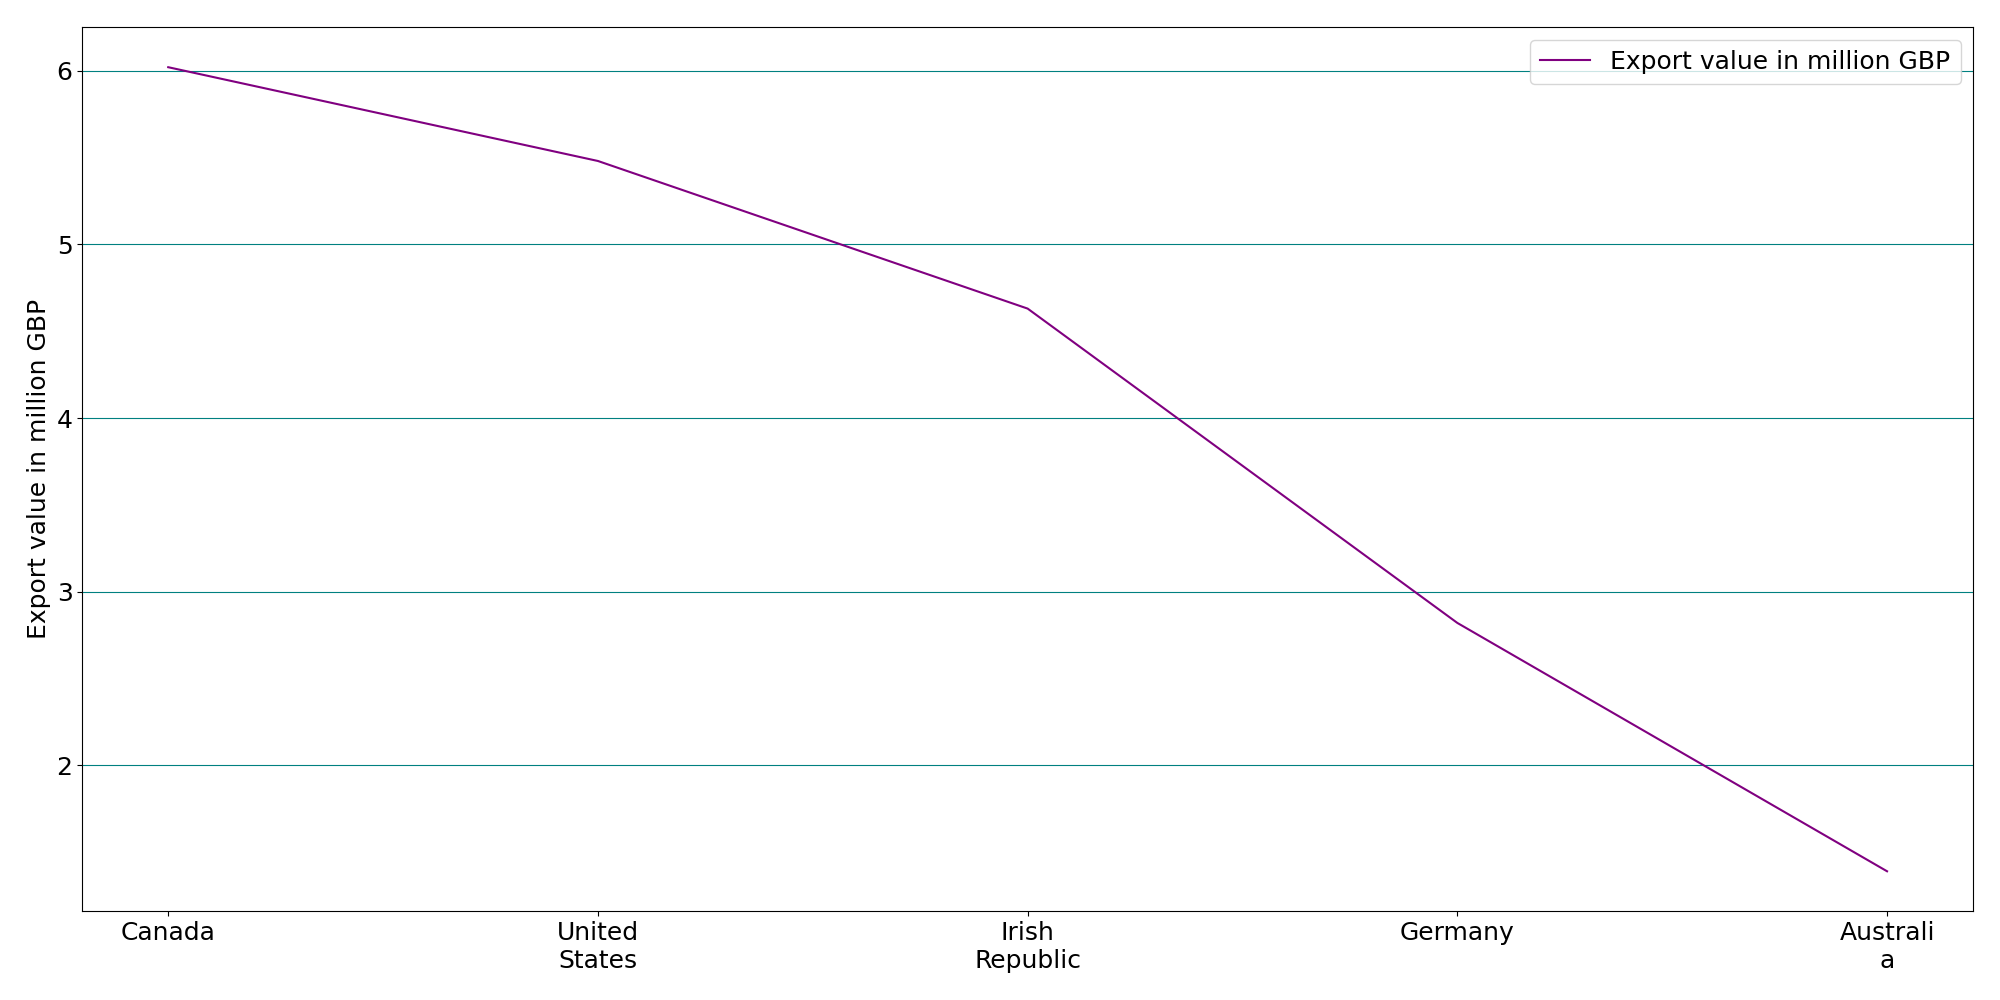 Export value in million GBP
6
5
4
3
2
Export value in million GBP
Canada
United
States
Irish
Republic
Germany
Australi
a